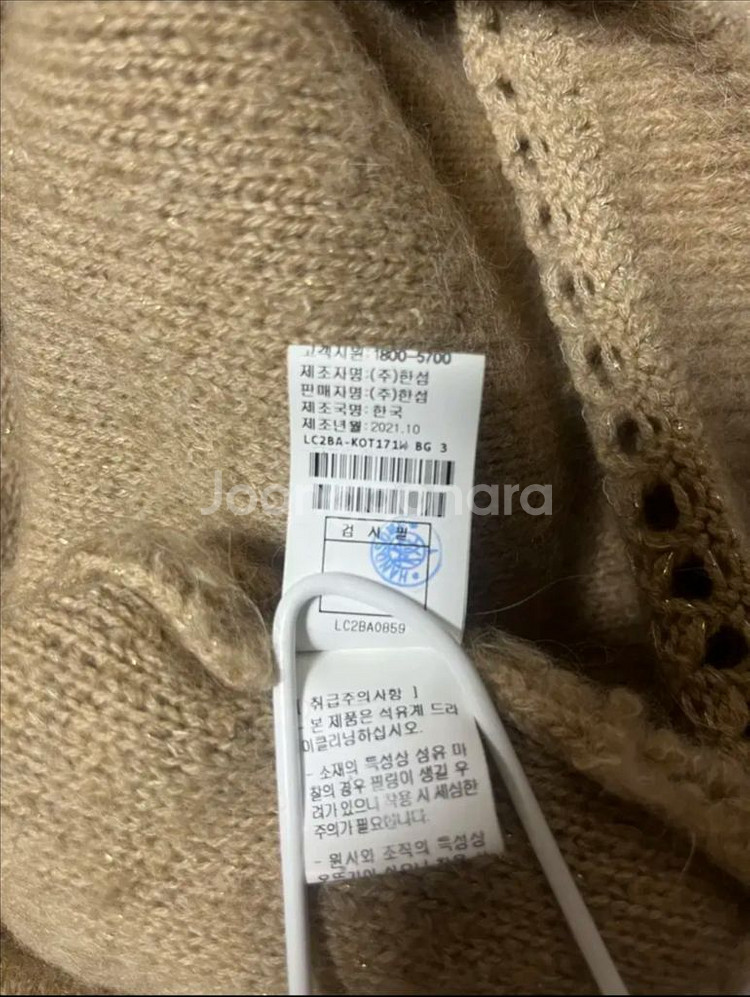 고객지원:1800-5700
제조자명:(주)한섬
판매자명:(주)한섬
제조국명:한국
제조년월:2021.10
LC2BA-KOT171W BG 3
검 사 필
LC2BA0859
취급주의사항 ]
- 본 제품은 석유계 드라
이클리닝하십시오.
- 소재의 특성상 섬유 마
찰의 경우 필링이 생길 우
려가 있으니 착용 시 세심한
주의가 필요합니다.
- 원사와 조직의 특성상